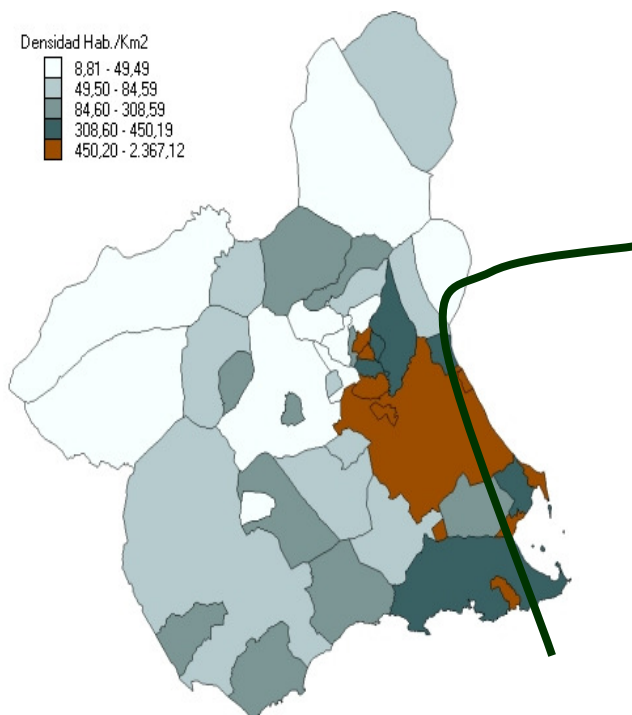 Densidad Hab./Km2
8,81 - 49,49
49,50 - 84,59
84,60 - 308,59
308,60 - 450,19
450,20 - 2.367,12